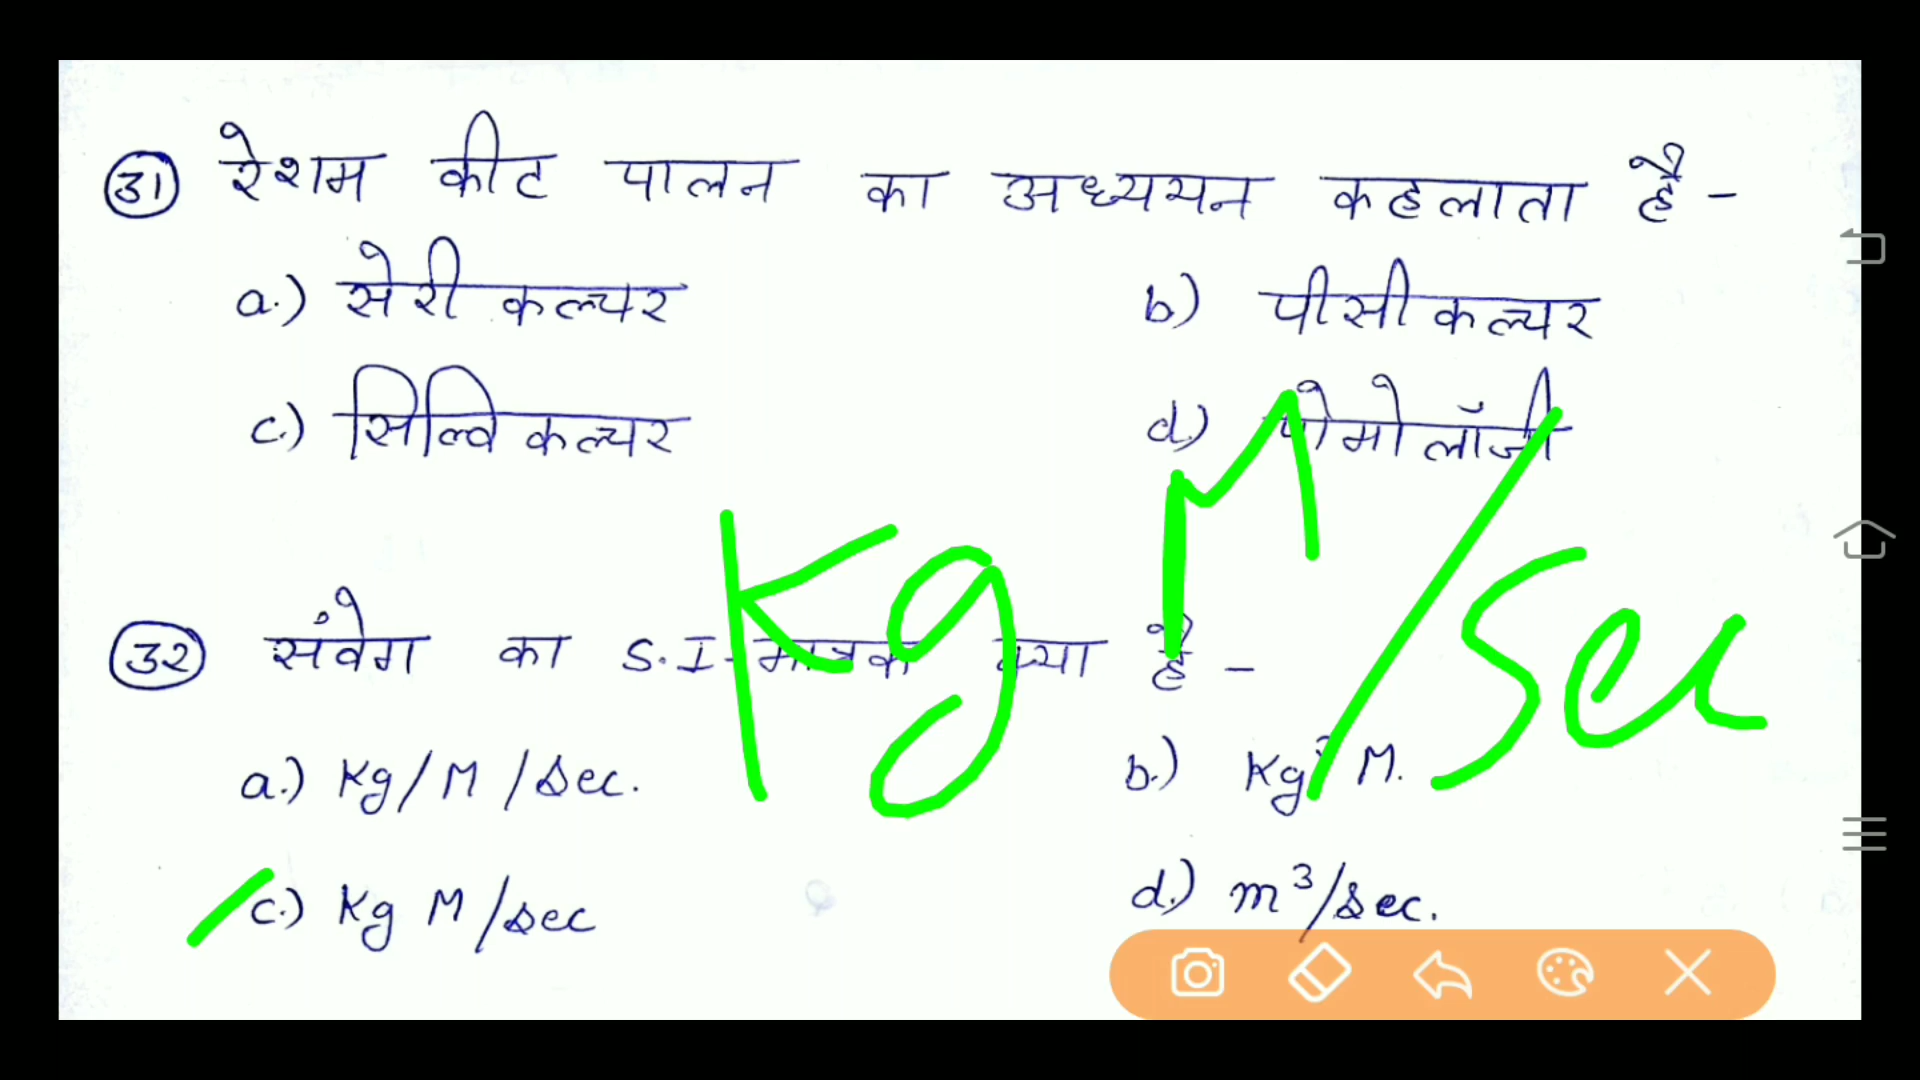 31 रेशम कीट पालन का अध्ययन कहलाता है -
a.) सेरी कल्चर b) पीसी कल्चर
c.) सिल्वि कल्चर d.) पोमोलॉजी
Kg M/Sec
32 संवेग का S.I मात्रक क्या है -
a.) Kg/M/sec. b.) Kg M.
c.) Kg M/sec d.) m³/sec.